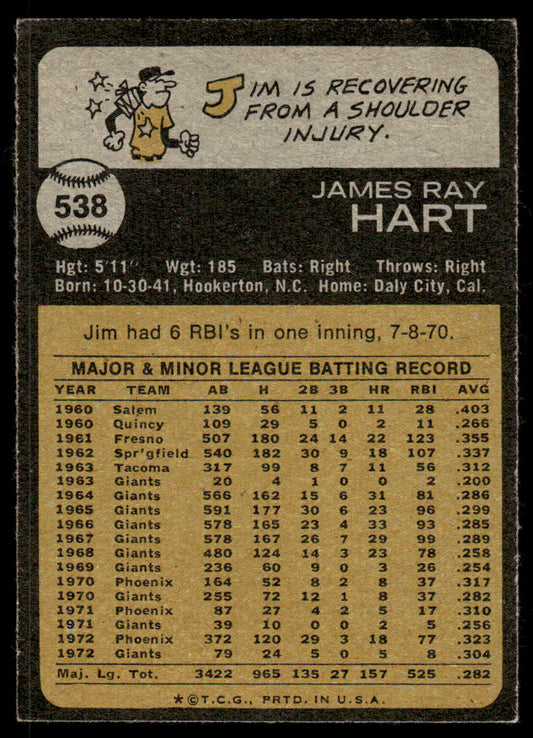 JIM IS RECOVERING
FROM A SHOULDER
INJURY.
538
JAMES RAY
HART
Hgt: 5'11" Wgt: 185 Bats: Right Throws: Right
Born: 10-30-41, Hookerton, N.C. Home: Daly City, Cal.
Jim had 6 RBI's in one inning, 7-8-70.
MAJOR & MINOR LEAGUE BATTING RECORD
YEAR TEAM AB H 2B 3B HR RBI AVG
1960 Salem 139 56 11 2 11 28 .403
1960 Quincy 109 29 5 0 2 11 .266
1961 Fresno 507 180 24 14 22 123 .355
1962 Spr'gfield 540 182 30 9 18 107 .337
1963 Tacoma 317 99 8 7 11 56 .312
1963 Giants 20 4 1 0 0 2 .200
1964 Giants 566 162 15 6 31 81 .286
1965 Giants 591 177 30 6 23 96 .299
1966 Giants 578 165 23 4 33 93 .285
1967 Giants 578 167 26 7 29 99 .289
1968 Giants 480 124 14 3 23 78 .258
1969 Giants 236 60 9 0 3 26 .254
1970 Phoenix 164 52 8 2 8 37 .317
1970 Giants 255 72 12 1 8 37 .282
1971 Phoenix 87 27 4 2 5 17 .310
1971 Giants 39 10 0 0 2 5 .256
1972 Phoenix 372 120 29 3 18 77 .323
1972 Giants 79 24 5 0 5 8 .304
Maj. Lg. Tot. 3422 965 135 27 157 525 .282
★©T.C.G., PRTD. IN U.S.A.